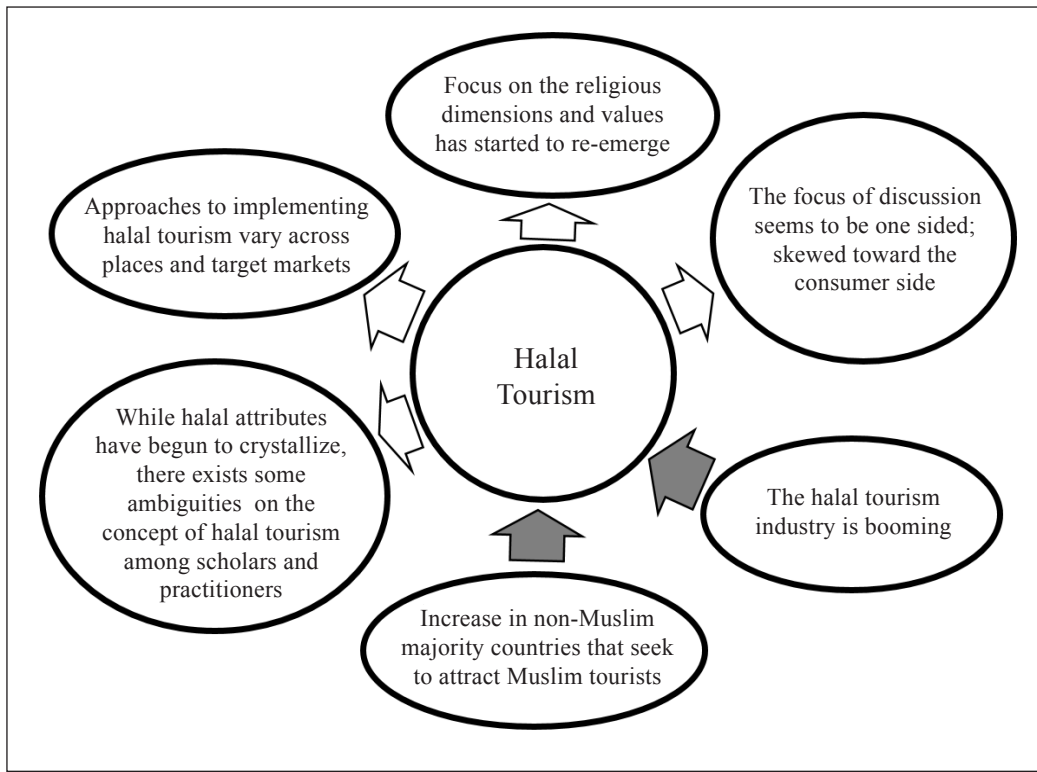 Focus on the religious
dimensions and values
has started to re-emerge
Approaches to implementing
halal tourism vary across
places and target markets
The focus of discussion
seems to be one sided;
skewed toward the
consumer side
Halal
Tourism
While halal attributes
have begun to crystallize,
there exists some
ambiguities on the
concept of halal tourism
among scholars and
practitioners
The halal tourism
industry is booming
Increase in non-Muslim
majority countries that seek
to attract Muslim tourists